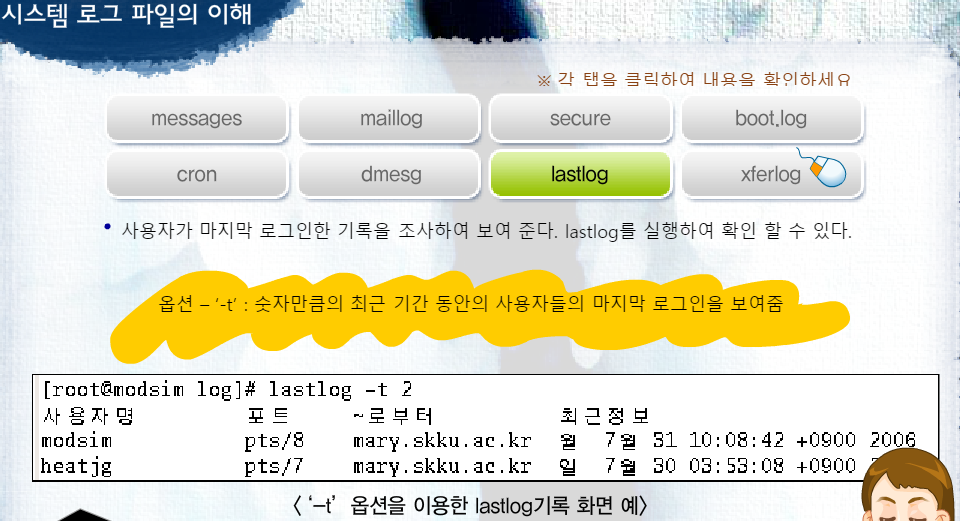 시스템 로그 파일의 이해
※ 각 탭을 클릭하여 내용을 확인하세요
messages maillog secure boot.log
cron dmesg lastlog xferlog
• 사용자가 마지막 로그인한 기록을 조사하여 보여 준다. lastlog를 실행하여 확인 할 수 있다.
옵션 – ‘-t’ : 숫자만큼의 최근 기간 동안의 사용자들의 마지막 로그인을 보여줌
[root@modsim log]# lastlog -t 2
사용자명 포트 ~로부터 최근정보
modsim pts/8 mary.skku.ac.kr 월 7월 31 10:08:42 +0900 2006
heatjg pts/7 mary.skku.ac.kr 일 7월 30 03:53:08 +0900
〈 ‘-t’ 옵션을 이용한 lastlog기록 화면 예〉